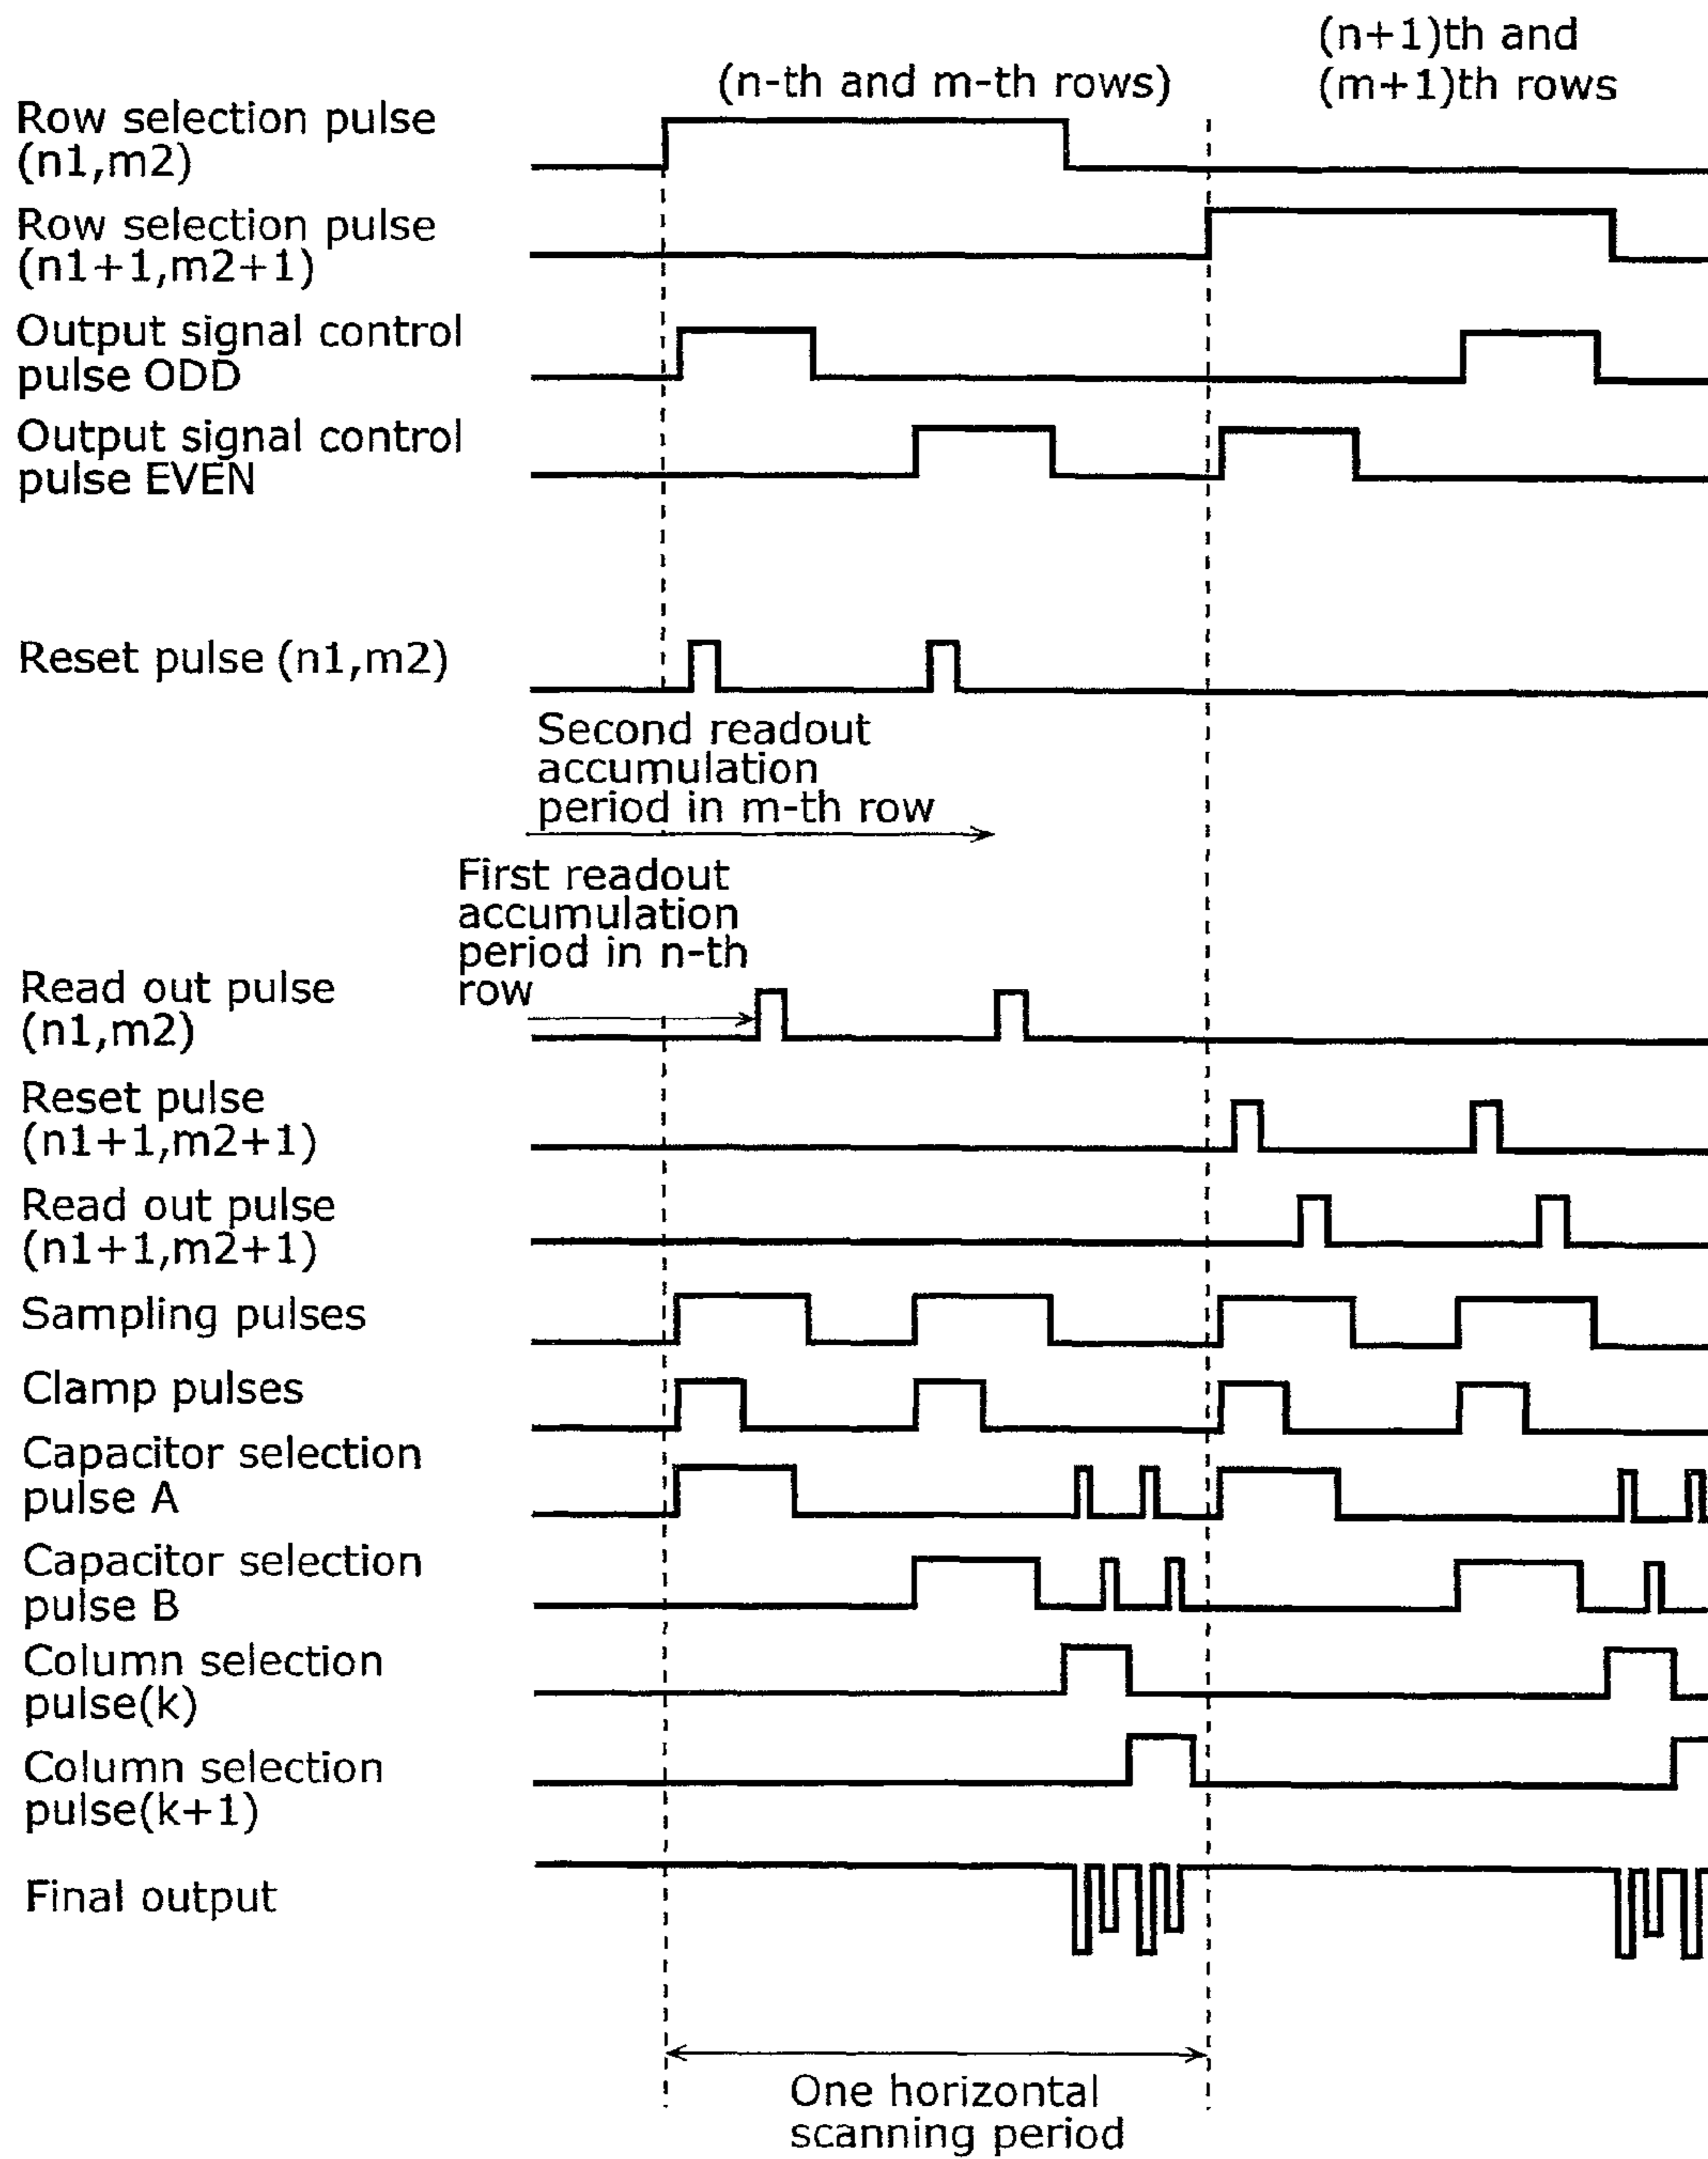 (n+1)th and
(m+1)th rows
(n-th and m-th rows)
Row selection pulse
(n1,m2)
Row selection pulse
(n1+1,m2+1)
Output signal control
pulse ODD
Output signal control
pulse EVEN
Reset pulse (n1,m2)
Second readout
accumulation
period in m-th row
First readout
accumulation
period in n-th
row
Read out pulse
(n1,m2)
Reset pulse
(n1+1,m2+1)
Read out pulse
(n1+1,m2+1)
Sampling pulses
Clamp pulses
Capacitor selection
pulse A
Capacitor selection
pulse B
Column selection
pulse(k)
Column selection
pulse(k+1)
Final output
One horizontal
scanning period